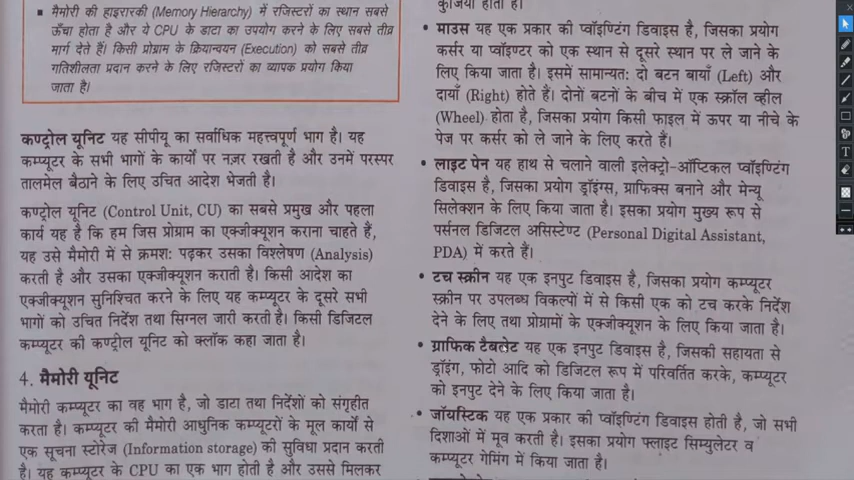 ▪ मैमोरी की हाइरारकी (Memory Hierarchy) में रजिस्टरों का स्थान सबसे
ऊँचा होता है और ये CPU के डाटा का उपयोग करने के लिए सबसे तीव्र
मार्ग देते हैं। किसी प्रोग्राम के क्रियान्वयन (Execution) को सबसे तीव्र
गतिशीलता प्रदान करने के लिए रजिस्टरों का व्यापक प्रयोग किया
जाता है।
कण्ट्रोल यूनिट यह सीपीयू का सर्वाधिक महत्त्वपूर्ण भाग है। यह
कम्प्यूटर के सभी भागों के कार्यों पर नज़र रखती है और उनमें परस्पर
तालमेल बैठाने के लिए उचित आदेश भेजती है।
कण्ट्रोल यूनिट (Control Unit, CU) का सबसे प्रमुख और पहला
कार्य यह है कि हम जिस प्रोग्राम का एक्जीक्यूशन कराना चाहते हैं,
यह उसे मैमोरी में से क्रमश: पढ़कर उसका विश्लेषण (Analysis)
करती है और उसका एक्जीक्यूशन कराती है। किसी आदेश का
एक्जीक्यूशन सुनिश्चित करने के लिए यह कम्प्यूटर के दूसरे सभी
भागों को उचित निर्देश तथा सिग्नल जारी करती है। किसी डिजिटल
कम्प्यूटर की कण्ट्रील यूनिट को क्लॉक कहा जाता है।
4. मैमोरी यूनिट
मैमोरी कम्प्यूटर का वह भाग है, जो डाटा तथा निर्देशों को संगृहीत
करता है। कम्प्यूटर की मैमोरी आधुनिक कम्प्यूटरों के मूल कार्यों से
एक सूचना स्टोरेज (Information storage) की सुविधा प्रदान करती
है। यह कम्प्यूटर के CPU का एक भाग होती है और उससे मिलकर
कुंजियाँ होती हैं।
• माउस यह एक प्रकार की प्वॉइण्टिंग डिवाइस है, जिसका प्रयोग
कर्सर या प्वॉइण्टर को एक स्थान से दूसरे स्थान पर ले जाने के
लिए किया जाता है। इसमें सामान्यत: दो बटन बायाँ (Left) और
दायाँ (Right) होते हैं। दोनों बटनों के बीच में एक स्क्रॉल व्हील
(Wheel) होता है, जिसका प्रयोग किसी फाइल में ऊपर या नीचे के
पेज पर कर्सर को ले जाने के लिए करते हैं।
• लाइट पेन यह हाथ से चलाने वाली इलेक्ट्रो-ऑप्टिकल प्वॉइण्टिंग
डिवाइस है, जिसका प्रयोग ड्रॉइंग्स, ग्राफिक्स बनाने और मेन्यू
सिलेक्शन के लिए किया जाता है। इसका प्रयोग मुख्य रूप से
पर्सनल डिजिटल असिस्टेण्ट (Personal Digital Assistant,
PDA) में करते हैं।
• टच स्क्रीन यह एक इनपुट डिवाइस है, जिसका प्रयोग कम्प्यूटर
स्क्रीन पर उपलब्ध विकल्पों में से किसी एक को टच करके निर्देश
देने के लिए तथा प्रोग्रामों के एक्जीक्यूशन के लिए किया जाता है।
• ग्राफिक टैबलेट यह एक इनपुट डिवाइस है, जिसकी सहायता से
ड्रॉइंग, फोटो आदि को डिजिटल रूप में परिवर्तित करके, कम्प्यूटर
को इनपुट देने के लिए किया जाता है।
• जॉयस्टिक यह एक प्रकार की प्वॉइण्टिंग डिवाइस होती है, जो सभी
दिशाओं में मूव करती है। इसका प्रयोग फ्लाइट सिम्युलेटर व
कम्प्यूटर गेमिंग में किया जाता है।